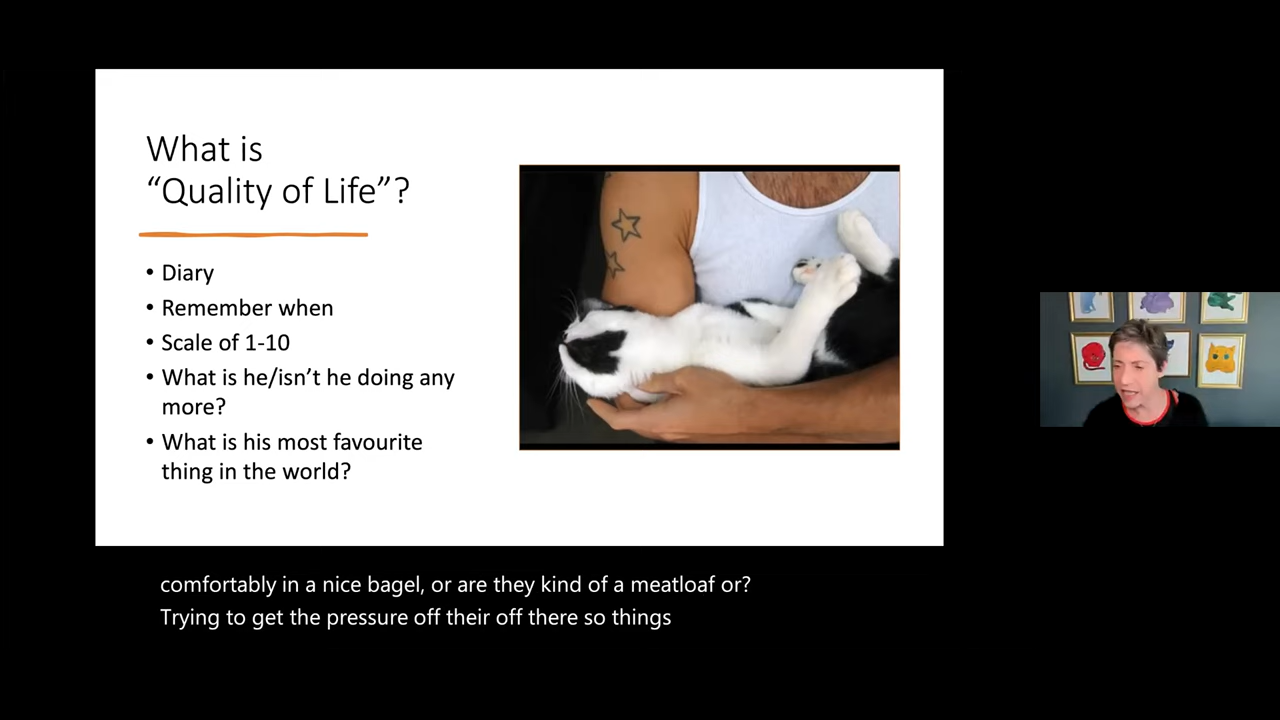 What is
“Quality of Life”?
• Diary
• Remember when
• Scale of 1-10
• What is he/isn’t he doing any
more?
• What is his most favourite
thing in the world?
comfortably in a nice bagel, or are they kind of a meatloaf or?
Trying to get the pressure off their off there so things